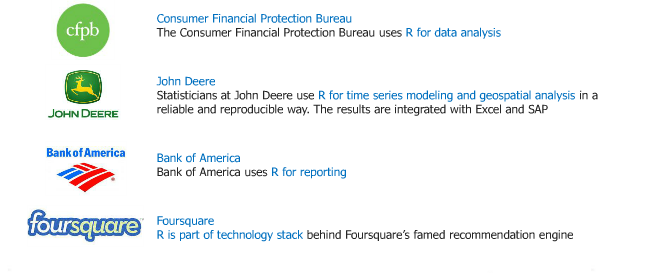 cfpb
Consumer Financial Protection Bureau
The Consumer Financial Protection Bureau uses R for data analysis
John Deere
Statisticians at John Deere use R for time series modeling and geospatial analysis in a
reliable and reproducible way. The results are integrated with Excel and SAP
JOHN DEERE
Bank of America
Bank of America
Bank of America uses R for reporting
foursquare
Foursquare
R is part of technology stack behind Foursquare’s famed recommendation engine